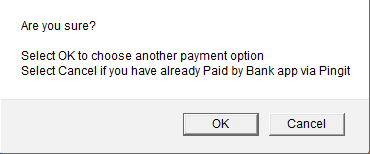 Are you sure?
Select OK to choose another payment option
Select Cancel if you have already Paid by Bank app via Pingit
OK
Cancel